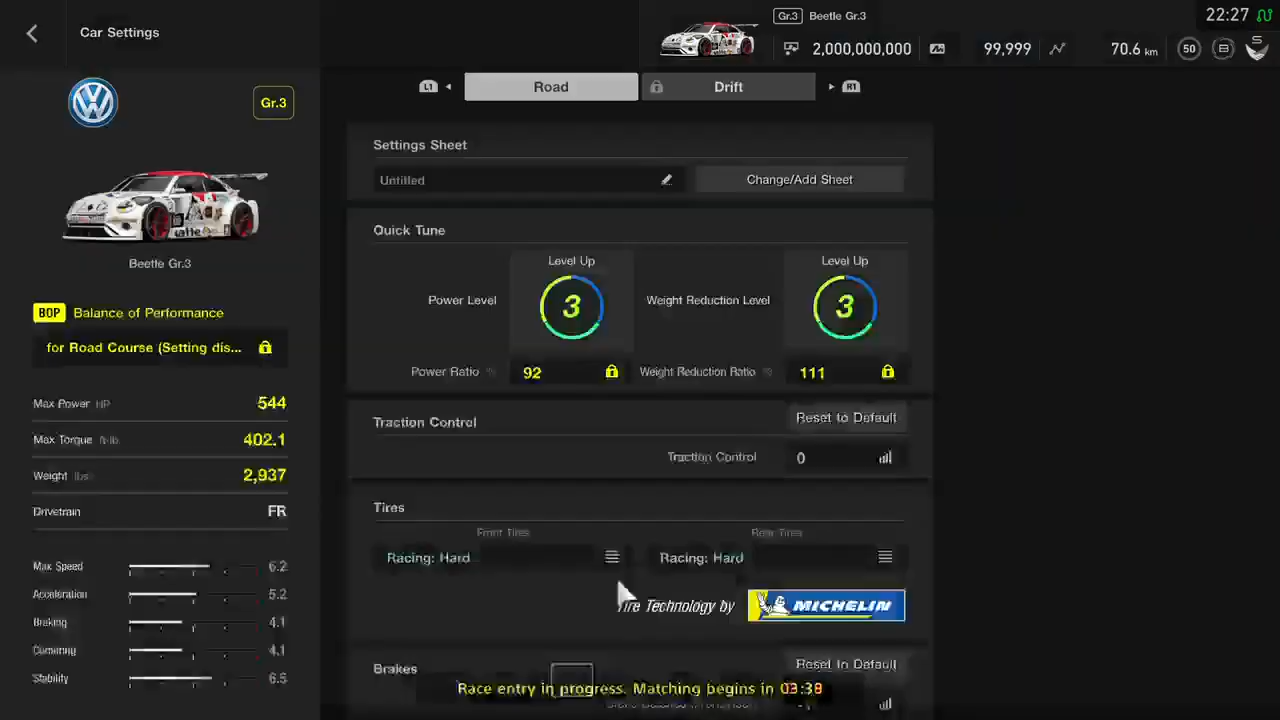 22:27
Car Settings
Gr.3 Beetle Gr.3
2,000,000,000 99,999 70.6 km 50 B S
L1 Road Drift R1
Gr.3
Settings Sheet
Untitled Change/Add Sheet
Quick Tune
Level Up Level Up
Power Level 3 Weight Reduction Level 3
Power Ratio % 92 Weight Reduction Ratio % 111
Beetle Gr.3
BOP Balance of Performance
for Road Course (Setting dis...
Max Power HP 544
Max Torque ft-lb 402.1
Weight lbs 2,937
Drivetrain FR
Max Speed 6.2
Acceleration 5.2
Braking 4.1
Cornering 4.1
Stability 6.5
Traction Control Reset to Default
Traction Control 0
Tires
Front Tires Rear Tires
Racing: Hard Racing: Hard
Tire Technology by MICHELIN
Brakes Reset to Default
Race entry in progress. Matching begins in 03:38